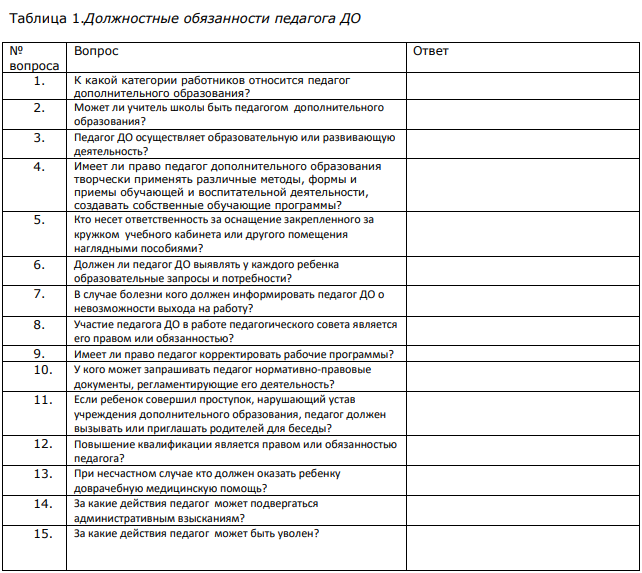 Таблица 1.Должностные обязанности педагога ДО
№ вопроса Вопрос Ответ
1. К какой категории работников относится педагог
дополнительного образования?
2. Может ли учитель школы быть педагогом дополнительного
образования?
3. Педагог ДО осуществляет образовательную или развивающую
деятельность?
4. Имеет ли право педагог дополнительного образования
творчески применять различные методы, формы и
приемы обучающей и воспитательной деятельности,
создавать собственные обучающие программы?
5. Кто несет ответственность за оснащение закрепленного за
кружком учебного кабинета или другого помещения
наглядными пособиями?
6. Должен ли педагог ДО выявлять у каждого ребенка
образовательные запросы и потребности?
7. В случае болезни кого должен информировать педагог ДО о
невозможности выхода на работу?
8. Участие педагога ДО в работе педагогического совета является
его правом или обязанностью?
9. Имеет ли право педагог корректировать рабочие программы?
10. У кого может запрашивать педагог нормативно-правовые
документы, регламентирующие его деятельность?
11. Если ребенок совершил проступок, нарушающий устав
учреждения дополнительного образования, педагог должен
вызывать или приглашать родителей для беседы?
12. Повышение квалификации является правом или обязанностью
педагога?
13. При несчастном случае кто должен оказать ребенку
доврачебную медицинскую помощь?
14. За какие действия педагог может подвергаться
административным взысканиям?
15. За какие действия педагог может быть уволен?